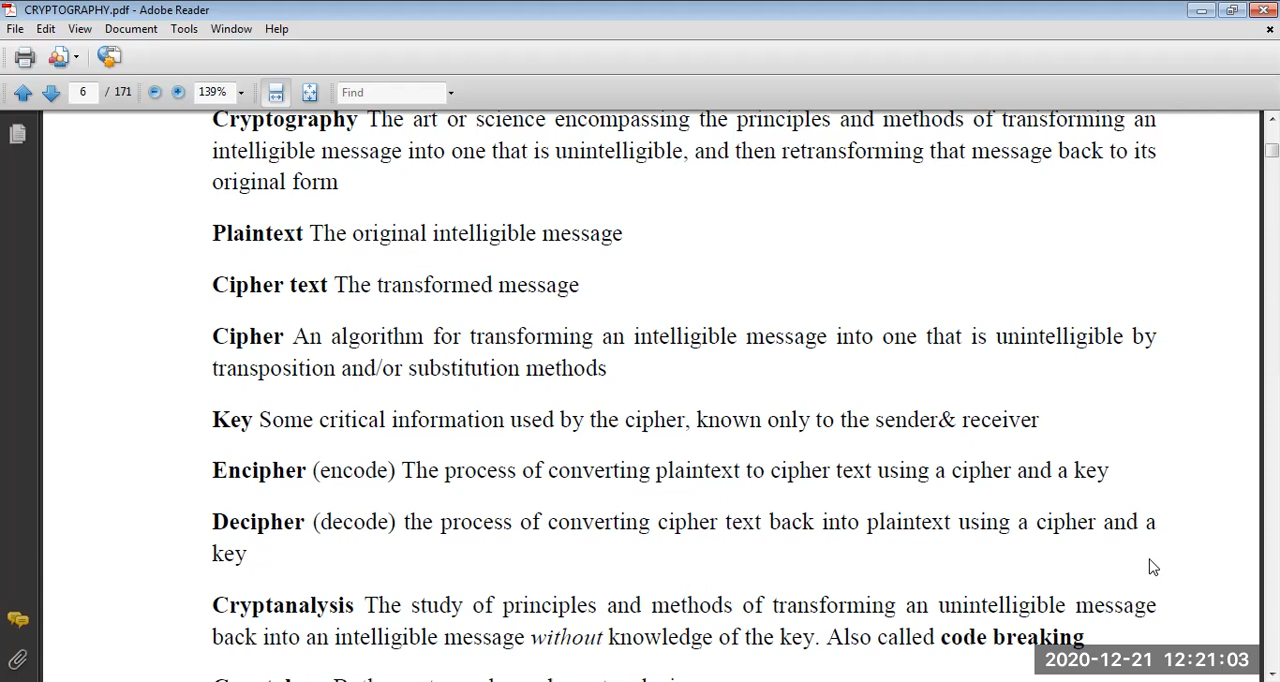 CRYPTOGRAPHY.pdf - Adobe Reader
File Edit View Document Tools Window Help
6 / 171 139% Find
Cryptography The art or science encompassing the principles and methods of transforming an
intelligible message into one that is unintelligible, and then retransforming that message back to its
original form
Plaintext The original intelligible message
Cipher text The transformed message
Cipher An algorithm for transforming an intelligible message into one that is unintelligible by
transposition and/or substitution methods
Key Some critical information used by the cipher, known only to the sender& receiver
Encipher (encode) The process of converting plaintext to cipher text using a cipher and a key
Decipher (decode) the process of converting cipher text back into plaintext using a cipher and a
key
Cryptanalysis The study of principles and methods of transforming an unintelligible message
back into an intelligible message without knowledge of the key. Also called code breaking
2020-12-21 12:21:03